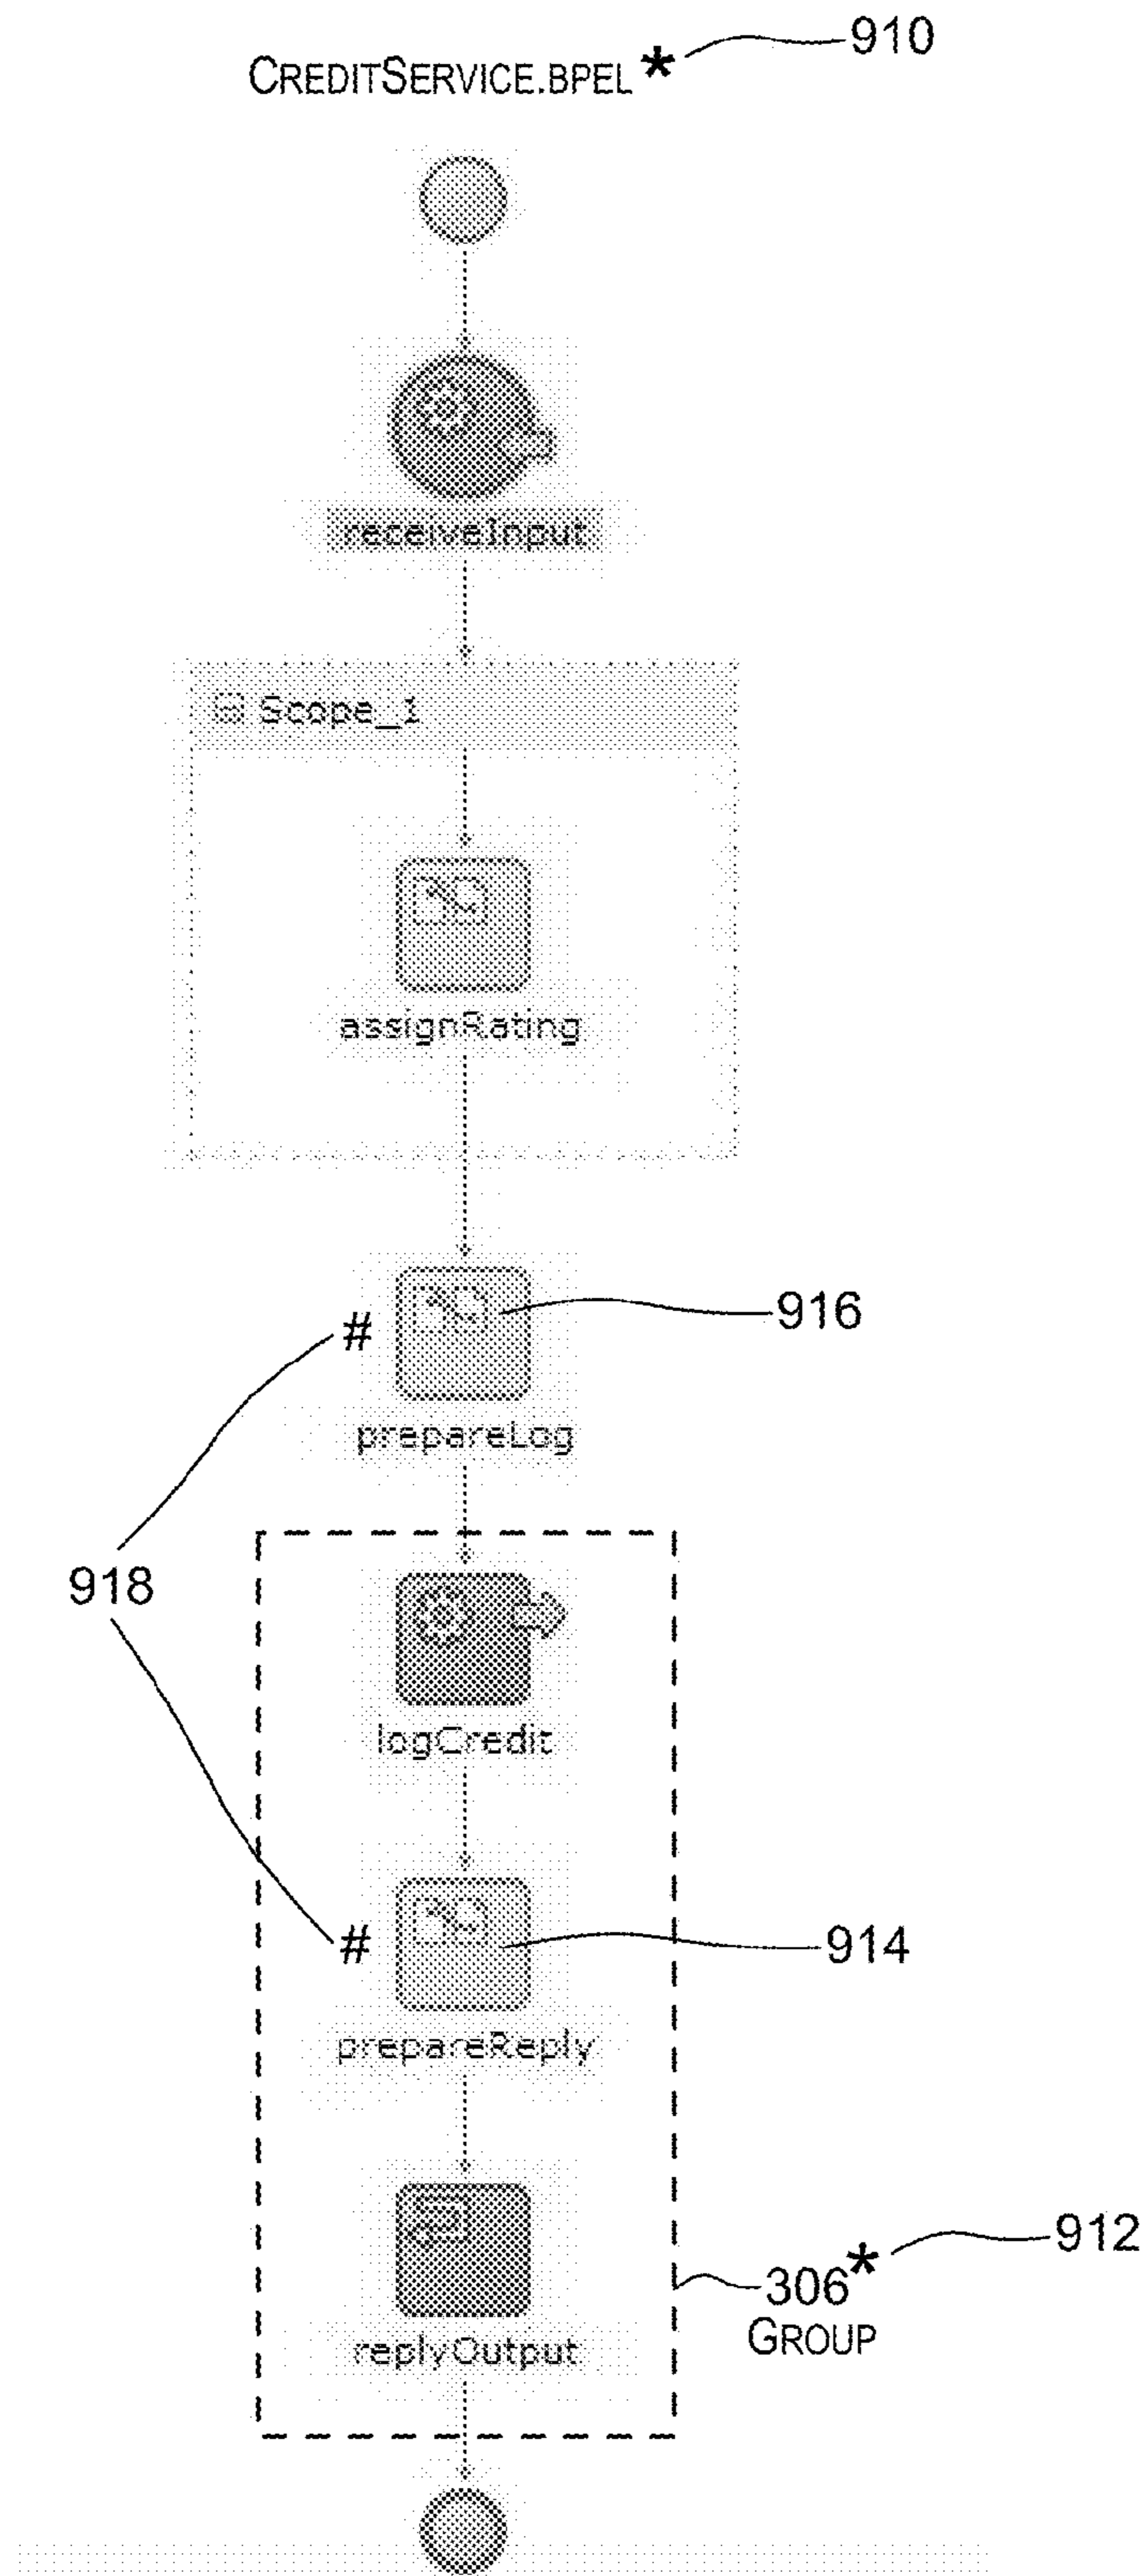 910
CREDITSERVICE.BPEL *
receiveInput
Scope_1
assignRating
# 916
prepareLog
918
logCredit
# 914
prepareReply
912
306*
GROUP
replyOutput